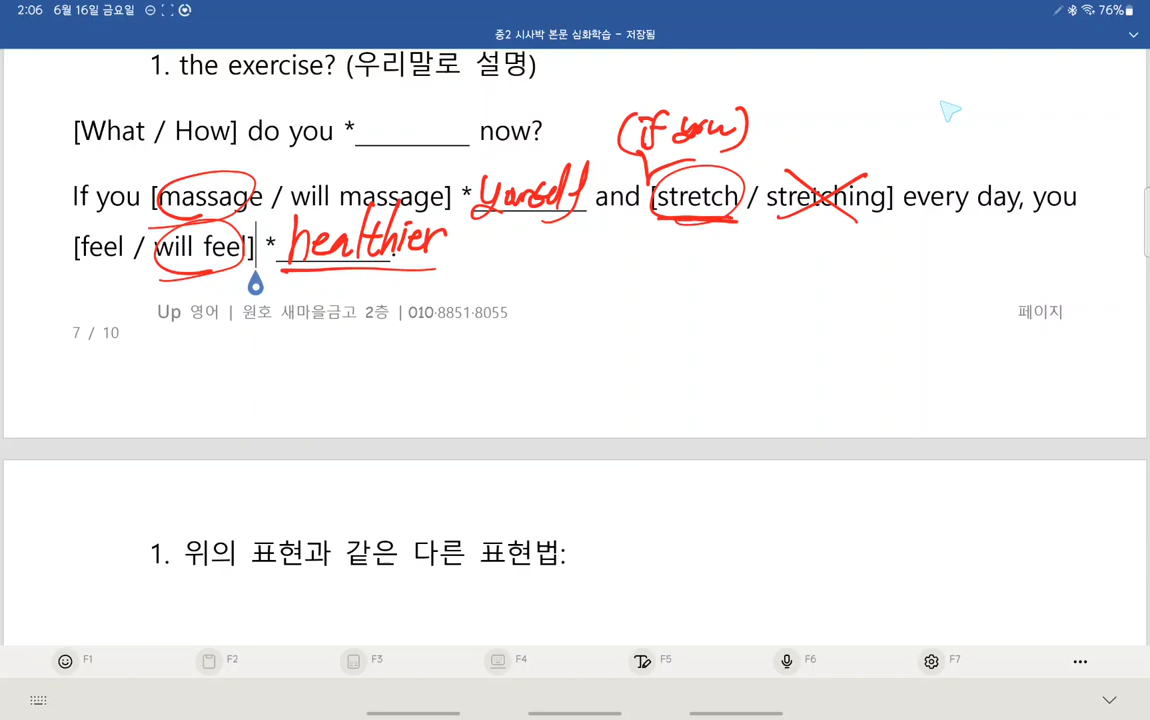 2:06 6월 16일 금요일 76%
중2 시사박 본문 심화학습 – 저장됨
1. the exercise? (우리말로 설명)
[What / How] do you *________ now?
(if you)
If you [massage / will massage] *yourself and [stretch / stretching] every day, you
[feel / will feel] *healthier.
Up 영어 | 원호 새마을금고 2층 | 010·8851·8055 페이지
7 / 10
1. 위의 표현과 같은 다른 표현법:
F1 F2 F3 F4 F5 F6 F7